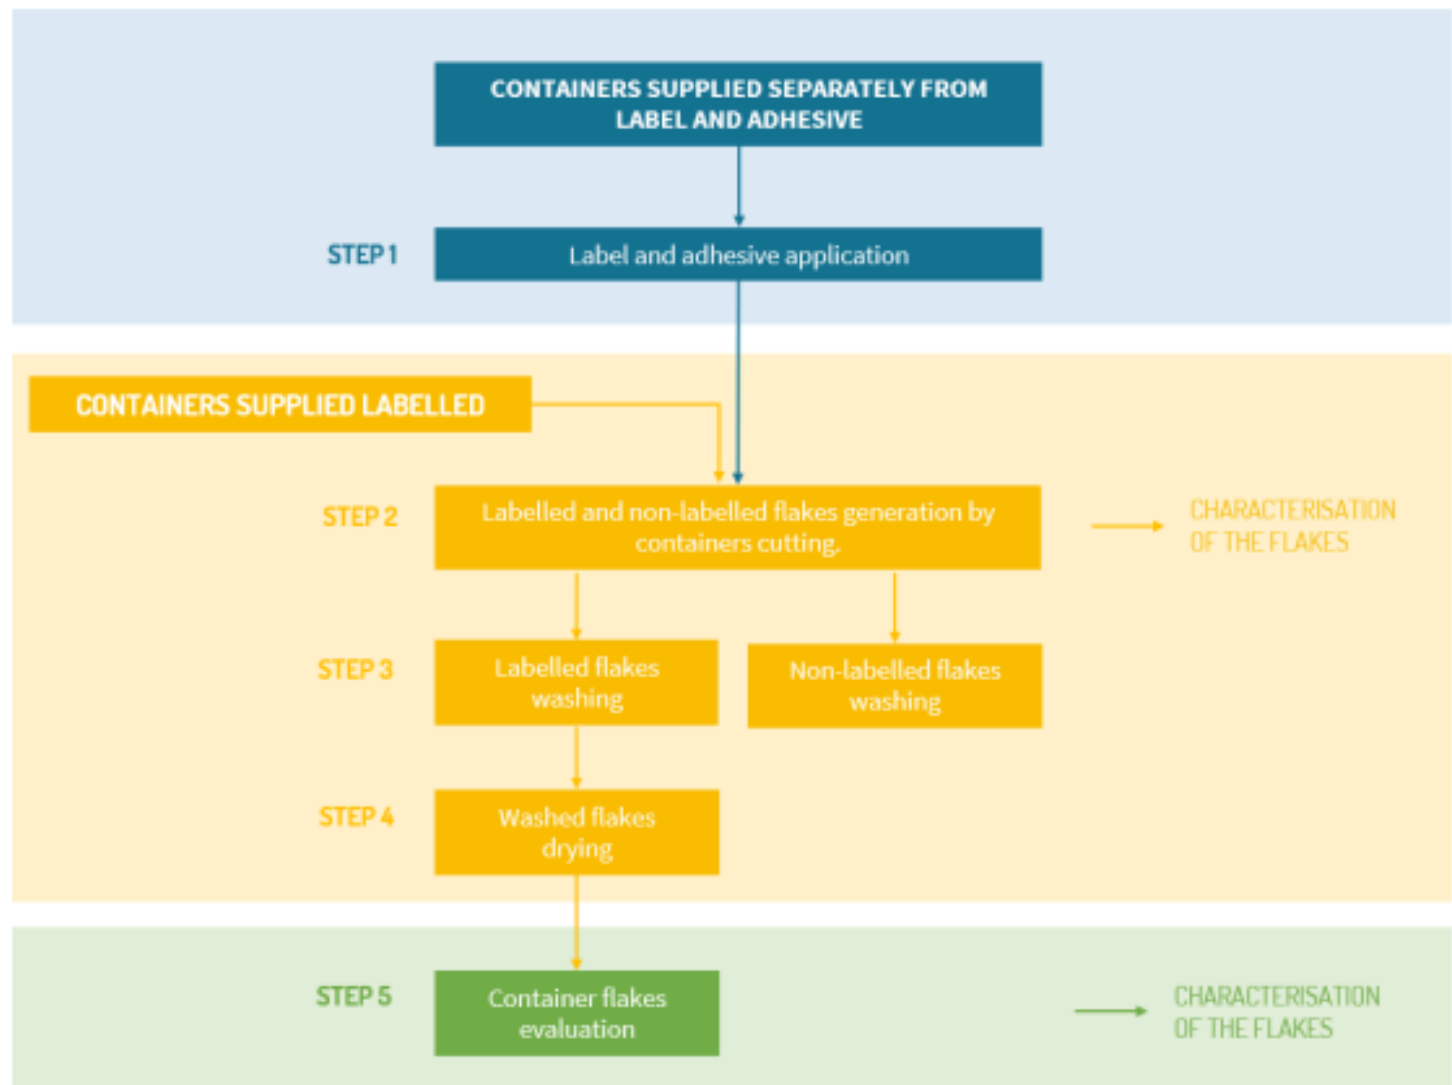 CONTAINERS SUPPLIED SEPARATELY FROM
LABEL AND ADHESIVE
STEP 1
Label and adhesive application
CONTAINERS SUPPLIED LABELLED
STEP 2
Labelled and non-labelled flakes generation by
containers cutting.
CHARACTERISATION
OF THE FLAKES
STEP 3
Labelled flakes
washing
Non-labelled flakes
washing
STEP 4
Washed flakes
drying
STEP 5
Container flakes
evaluation
CHARACTERISATION
OF THE FLAKES